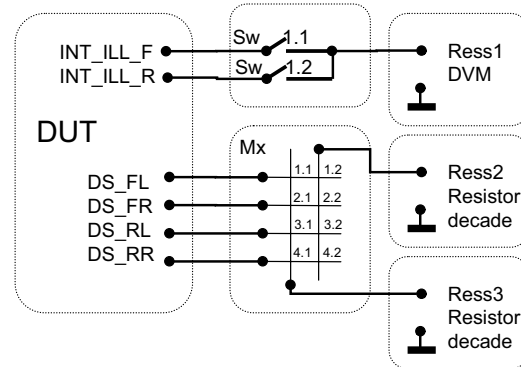 INT_ILL_F
INT_ILL_R
Sw 1.1
Sw 1.2
Ress1
DVM
DUT
DS_FL
DS_FR
DS_RL
DS_RR
Mx
1.1 1.2
2.1 2.2
3.1 3.2
4.1 4.2
Ress2
Resistor
decade
Ress3
Resistor
decade